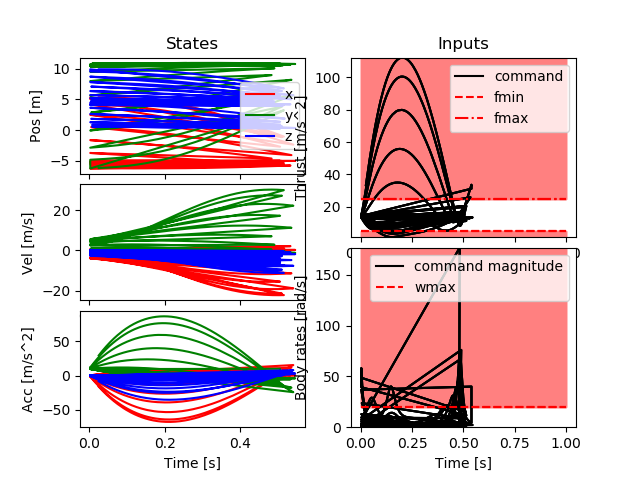 States
Pos [m]
10
5
0
−5
x
y
z
Vel [m/s]
20
0
−20
Acc [m/s^2]
50
0
−50
0.0
0.2
0.4
Time [s]
Inputs
Thrust [m/s^2]
100
80
60
40
20
command
fmin
fmax
Body rates [rad/s]
150
100
50
0
command magnitude
wmax
0.00
0.25
0.50
0.75
1.00
Time [s]